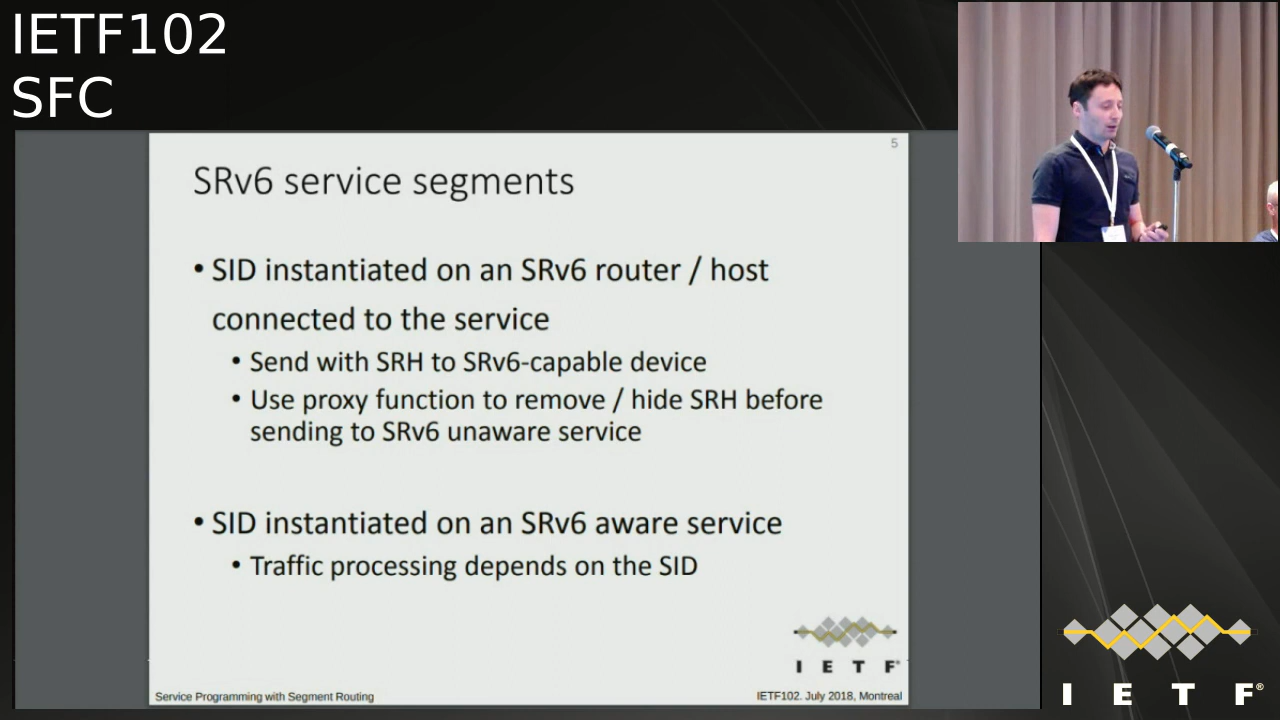 IETF102
SFC
5
SRv6 service segments
• SID instantiated on an SRv6 router / host
connected to the service
• Send with SRH to SRv6-capable device
• Use proxy function to remove / hide SRH before
sending to SRv6 unaware service
• SID instantiated on an SRv6 aware service
• Traffic processing depends on the SID
I E T F®
Service Programming with Segment Routing
IETF102. July 2018, Montreal
I E T F®